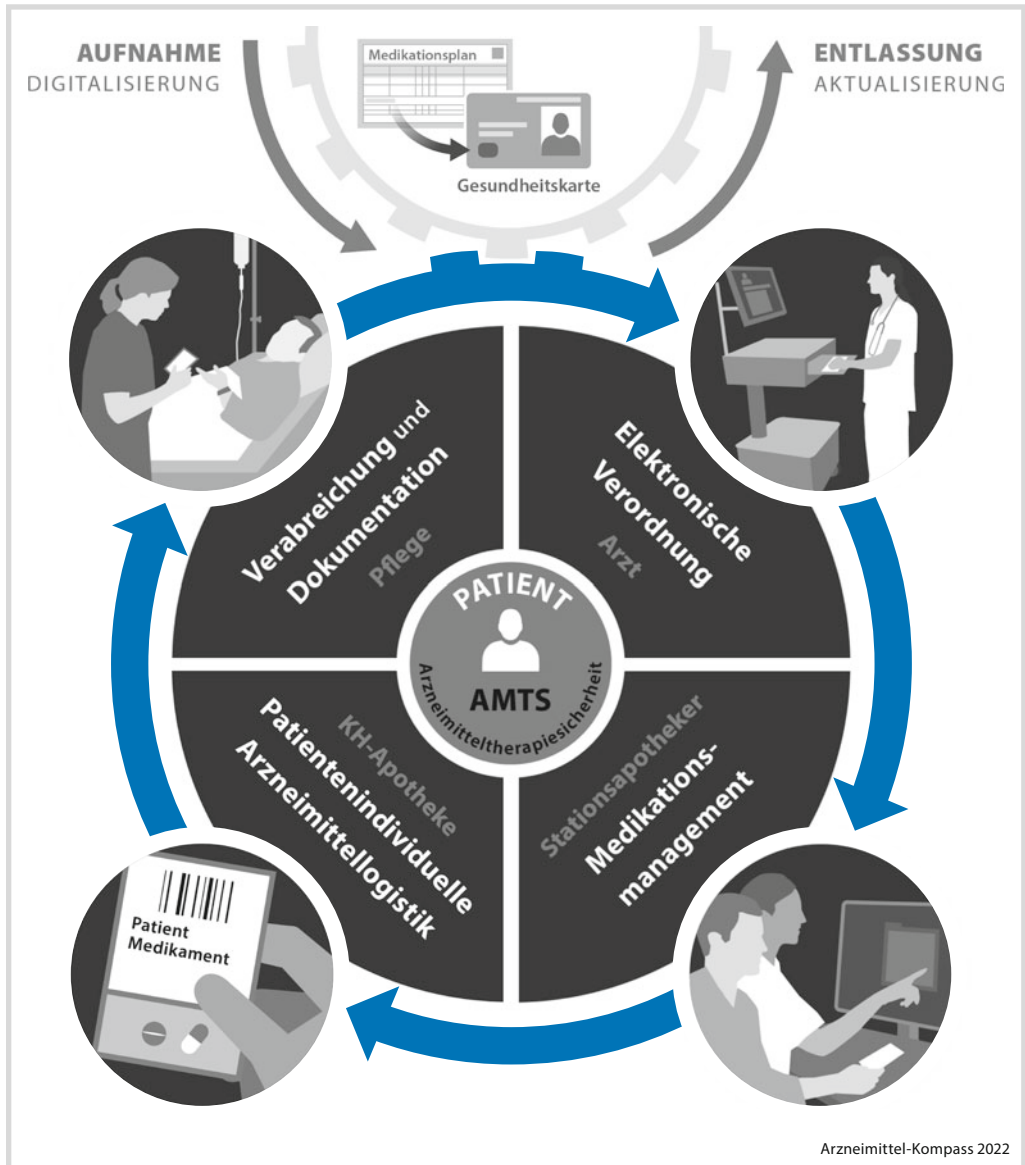 AUFNAHME
DIGITALISIERUNG
Medikationsplan
Gesundheitskarte
ENTLASSUNG
AKTUALISIERUNG
Verabreichung und
Dokumentation
Pflege
Elektronische
Verordnung
Arzt
PATIENT
AMTS
Arzneimitteltherapiesicherheit
KH-Apotheke
Patientenindividuelle
Arzneimittellogistik
Stationsapotheker
Medikations-
management
Patient
Medikament
Arzneimittel-Kompass 2022